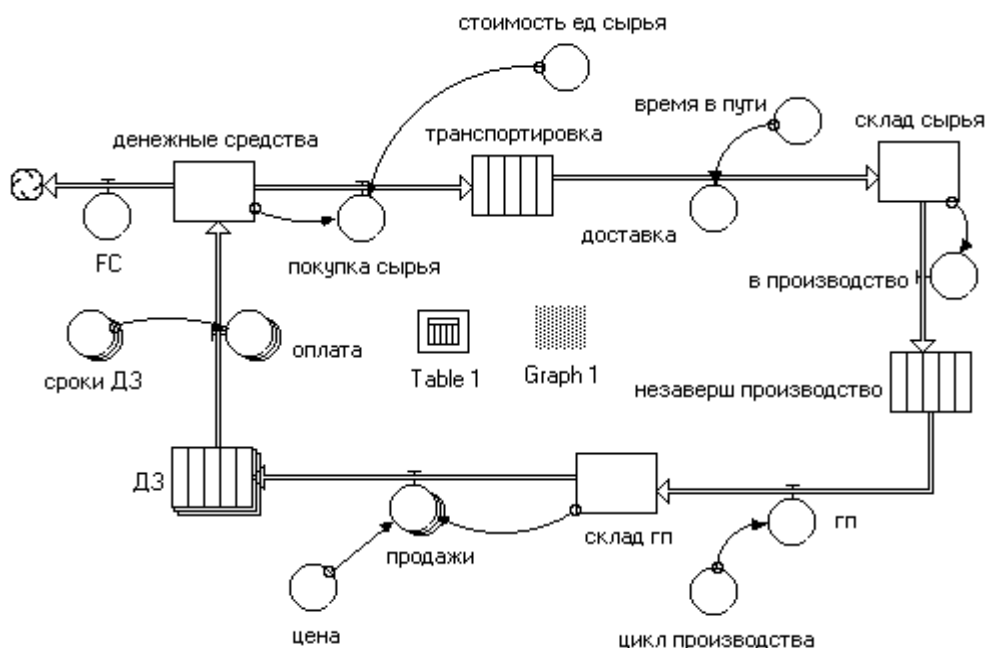 стоимость ед сырья
время в пути
склад сырья
денежные средства
транспортировка
доставка
FC
покупка сырья
в производство
оплата
сроки ДЗ
Table 1
Graph 1
незаверш производство
ДЗ
продажи
склад гп
гп
цена
цикл производства